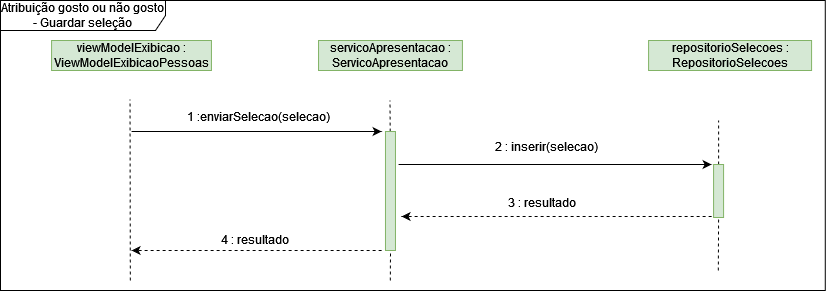 Atribuição gosto ou não gosto
- Guardar seleção
viewModelExibicao :
ViewModelExibicaoPessoas
servicoApresentacao :
ServicoApresentacao
repositorioSelecoes :
RepositorioSelecoes
1 :enviarSelecao(selecao)
2 : inserir(selecao)
3 : resultado
4 : resultado